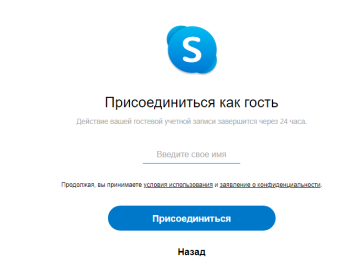 S
Присоединиться как гость
Действие вашей гостевой учетной записи завершится через 24 часа.
Введите свое имя
Продолжая, вы принимаете условия использования и заявление о конфиденциальности.
Присоединиться
Назад